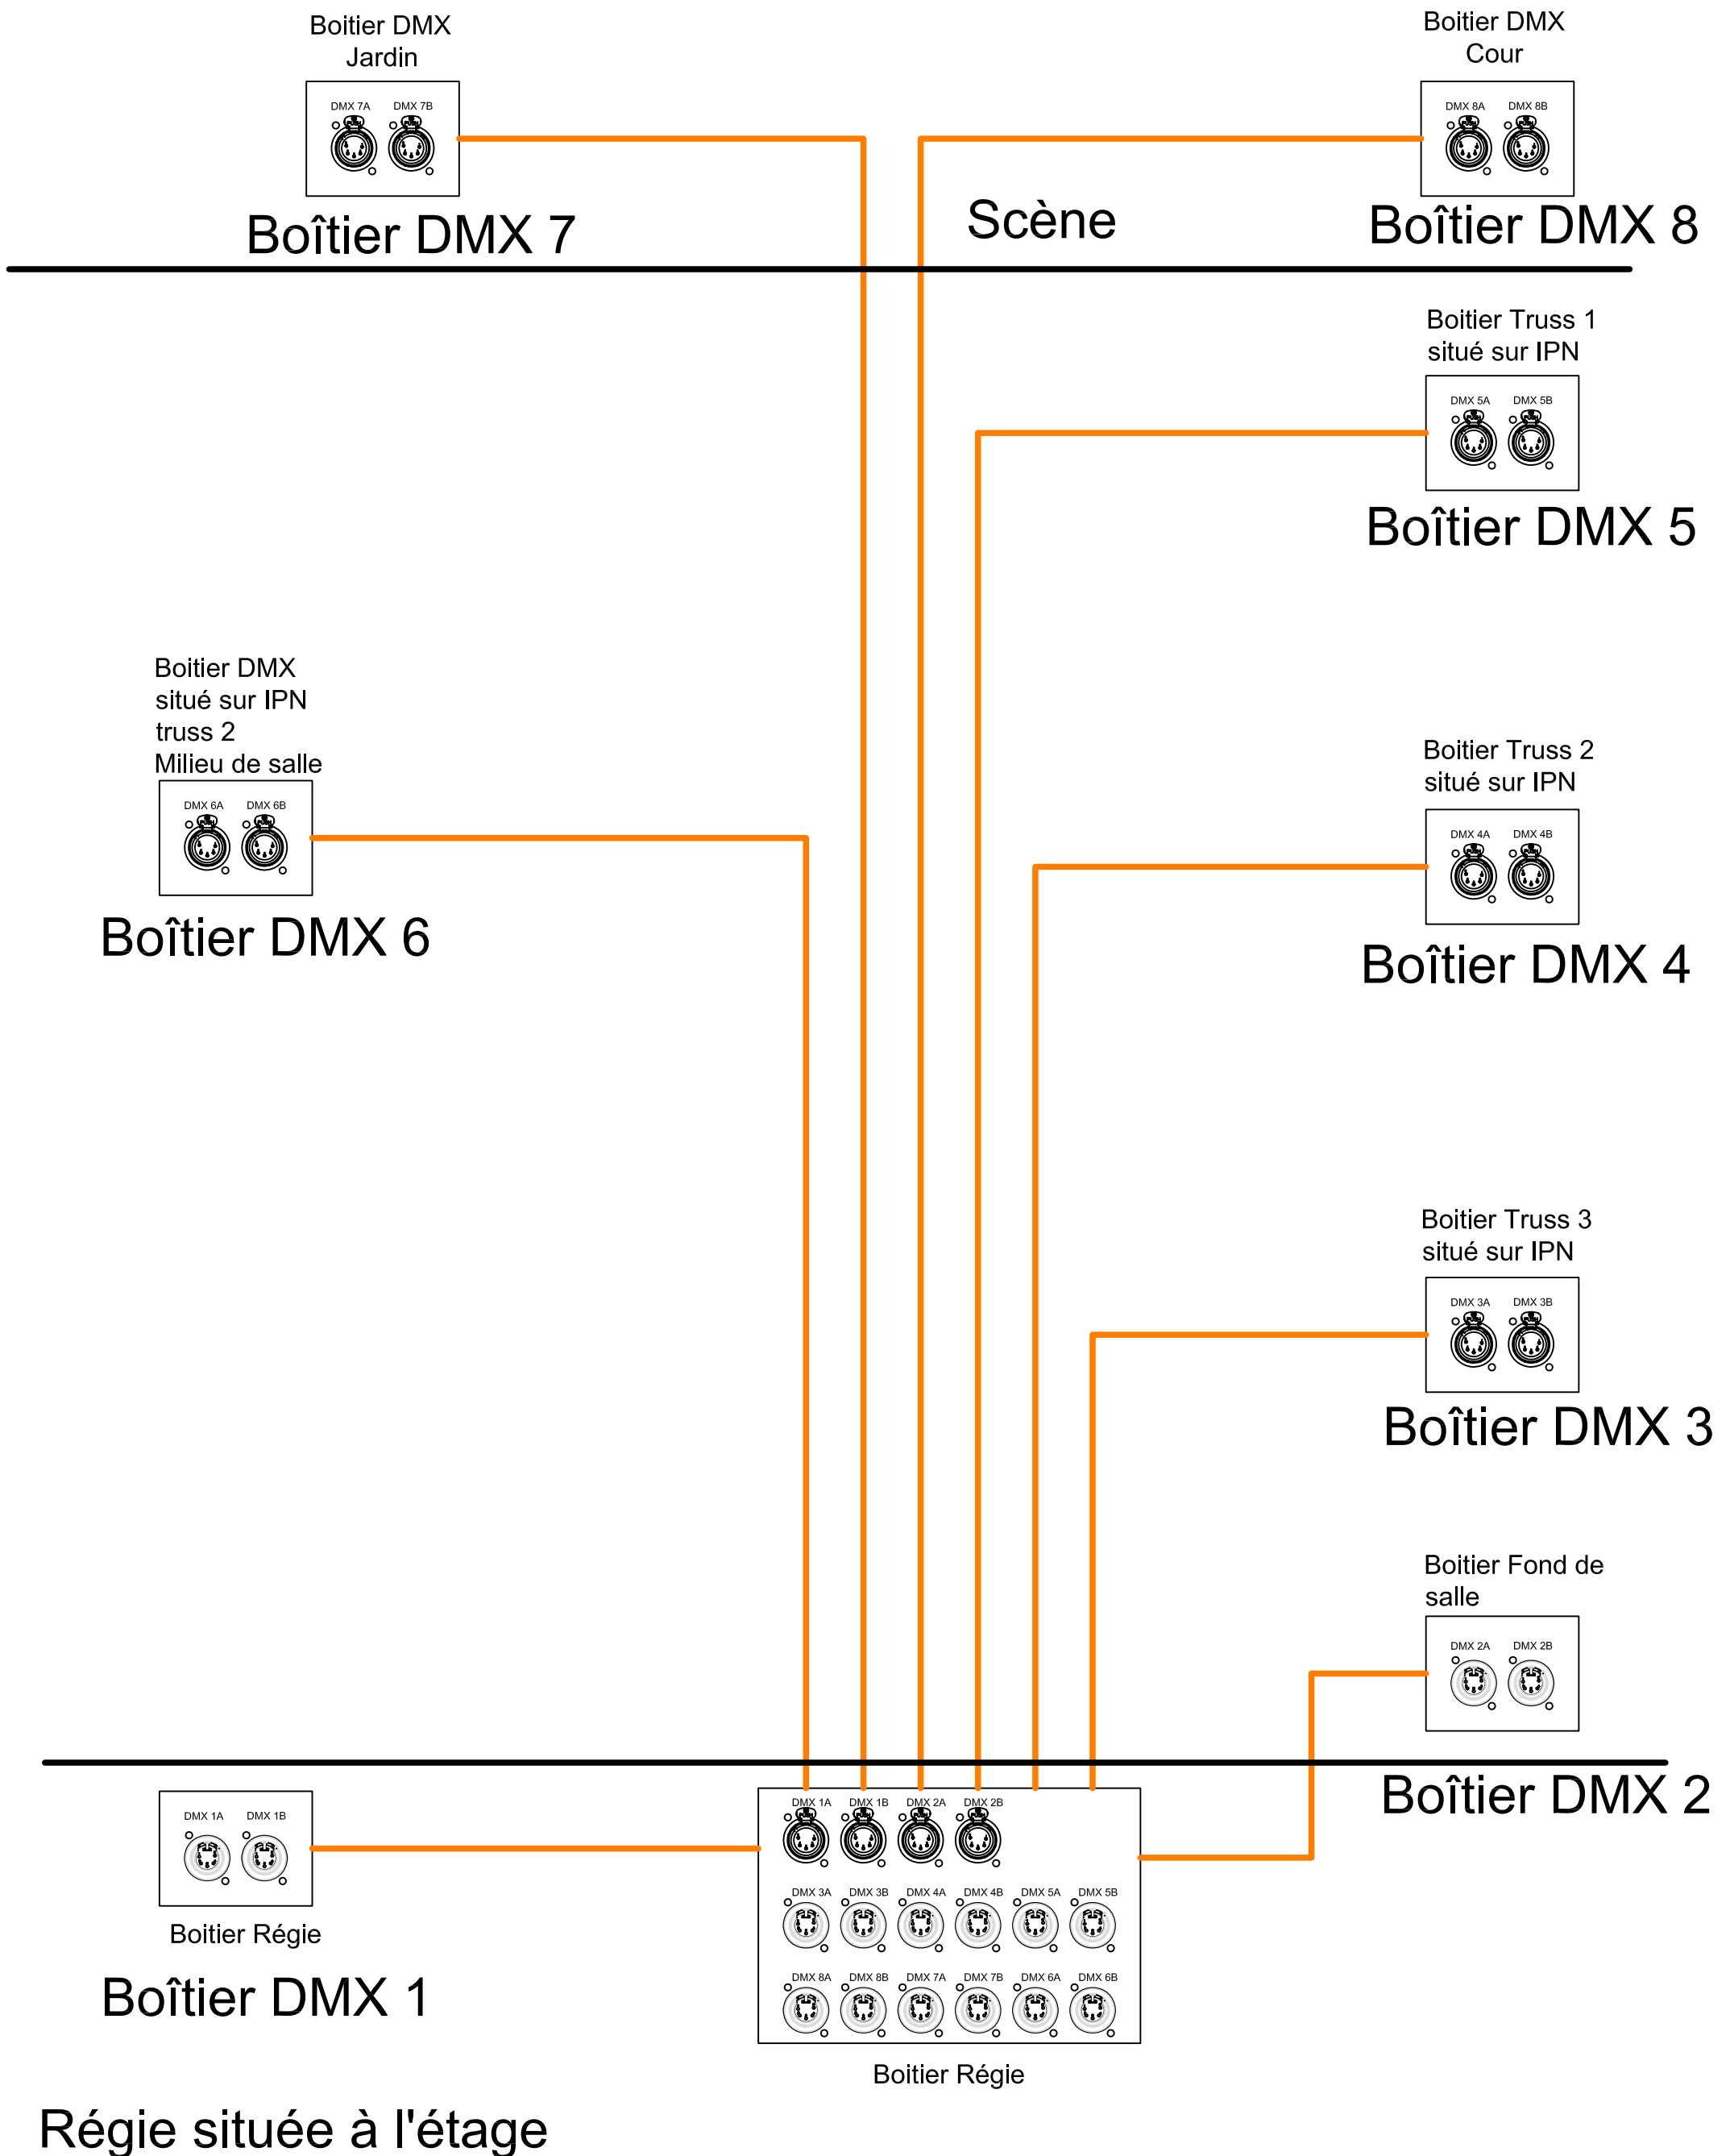 Boitier DMX
Jardin
DMX 7A DMX 7B
Boîtier DMX 7
Boitier DMX
Cour
DMX 8A DMX 8B
Boîtier DMX 8
Scène
Boitier Truss 1
situé sur IPN
DMX 5A DMX 5B
Boîtier DMX 5
Boitier DMX
situé sur IPN
truss 2
Milieu de salle
DMX 6A DMX 6B
Boîtier DMX 6
Boitier Truss 2
situé sur IPN
DMX 4A DMX 4B
Boîtier DMX 4
Boitier Truss 3
situé sur IPN
DMX 3A DMX 3B
Boîtier DMX 3
Boitier Fond de
salle
DMX 2A DMX 2B
Boîtier DMX 2
DMX 1A DMX 1B
Boitier Régie
Boîtier DMX 1
DMX 1A DMX 1B DMX 2A DMX 2B
DMX 3A DMX 3B DMX 4A DMX 4B DMX 5A DMX 5B
DMX 8A DMX 8B DMX 7A DMX 7B DMX 6A DMX 6B
Boitier Régie
Régie située à l'étage